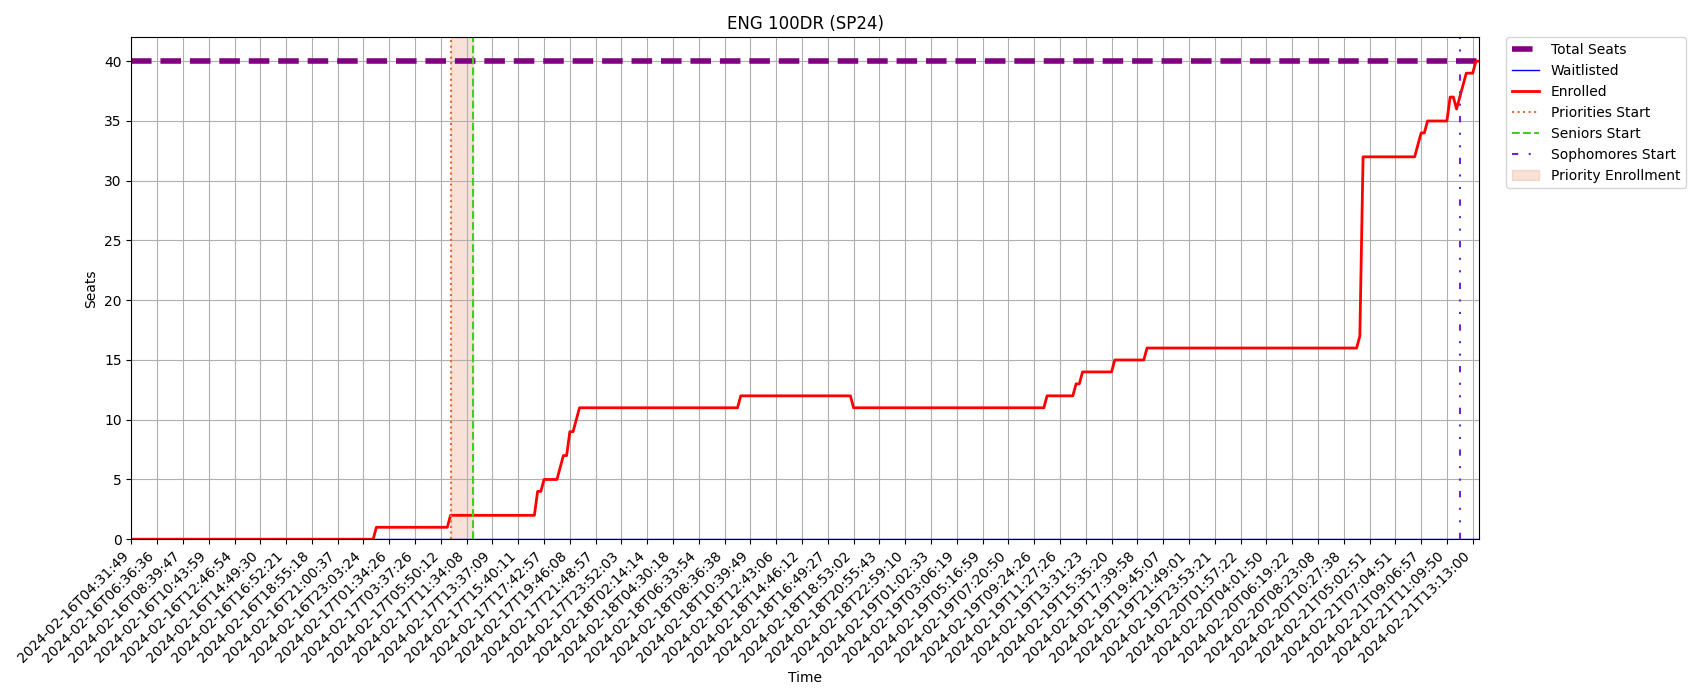 ENG 100DR (SP24)
Total Seats
Waitlisted
Enrolled
Priorities Start
Seniors Start
Sophomores Start
Priority Enrollment
Seats
40
35
30
25
20
15
10
5
0
2024-02-16T04:31:49
2024-02-16T06:36:36
2024-02-16T08:39:47
2024-02-16T10:43:59
2024-02-16T12:46:54
2024-02-16T14:49:30
2024-02-16T16:52:21
2024-02-16T18:55:18
2024-02-16T21:00:37
2024-02-16T23:03:24
2024-02-17T01:34:26
2024-02-17T03:37:26
2024-02-17T05:50:12
2024-02-17T11:34:08
2024-02-17T13:37:09
2024-02-17T15:40:11
2024-02-17T17:42:57
2024-02-17T19:46:08
2024-02-17T21:48:57
2024-02-17T23:52:03
2024-02-18T02:14:14
2024-02-18T04:30:18
2024-02-18T06:33:54
2024-02-18T08:36:38
2024-02-18T10:39:49
2024-02-18T12:43:06
2024-02-18T14:46:12
2024-02-18T16:49:27
2024-02-18T18:53:02
2024-02-18T20:55:43
2024-02-18T22:59:10
2024-02-19T01:02:33
2024-02-19T03:06:19
2024-02-19T05:16:59
2024-02-19T07:20:50
2024-02-19T09:24:26
2024-02-19T11:27:26
2024-02-19T13:31:23
2024-02-19T15:35:20
2024-02-19T17:39:58
2024-02-19T19:45:07
2024-02-19T21:49:01
2024-02-19T23:53:21
2024-02-20T01:57:22
2024-02-20T04:01:50
2024-02-20T06:19:22
2024-02-20T08:23:08
2024-02-20T10:27:38
2024-02-21T05:02:51
2024-02-21T07:04:51
2024-02-21T09:06:57
2024-02-21T11:09:50
2024-02-21T13:13:00
Time